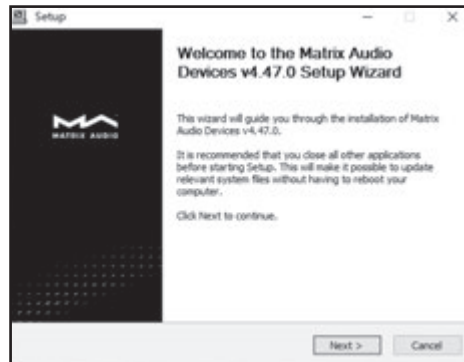 Setup
MATRIX AUDIO
Welcome to the Matrix Audio
Devices v4.47.0 Setup Wizard
This wizard will guide you through the installation of Matrix
Audio Devices v4.47.0.
It is recommended that you close all other applications
before starting Setup. This will make it possible to update
relevant system files without having to reboot your
computer.
Click Next to continue.
Next >
Cancel